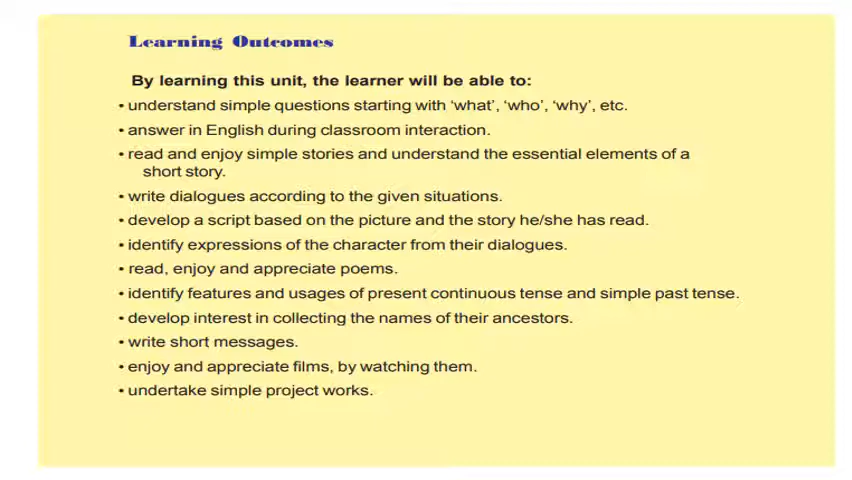 Learning Outcomes
By learning this unit, the learner will be able to:
• understand simple questions starting with ‘what’, ‘who’, ‘why’, etc.
• answer in English during classroom interaction.
• read and enjoy simple stories and understand the essential elements of a
short story.
• write dialogues according to the given situations.
• develop a script based on the picture and the story he/she has read.
• identify expressions of the character from their dialogues.
• read, enjoy and appreciate poems.
• identify features and usages of present continuous tense and simple past tense.
• develop interest in collecting the names of their ancestors.
• write short messages.
• enjoy and appreciate films, by watching them.
• undertake simple project works.